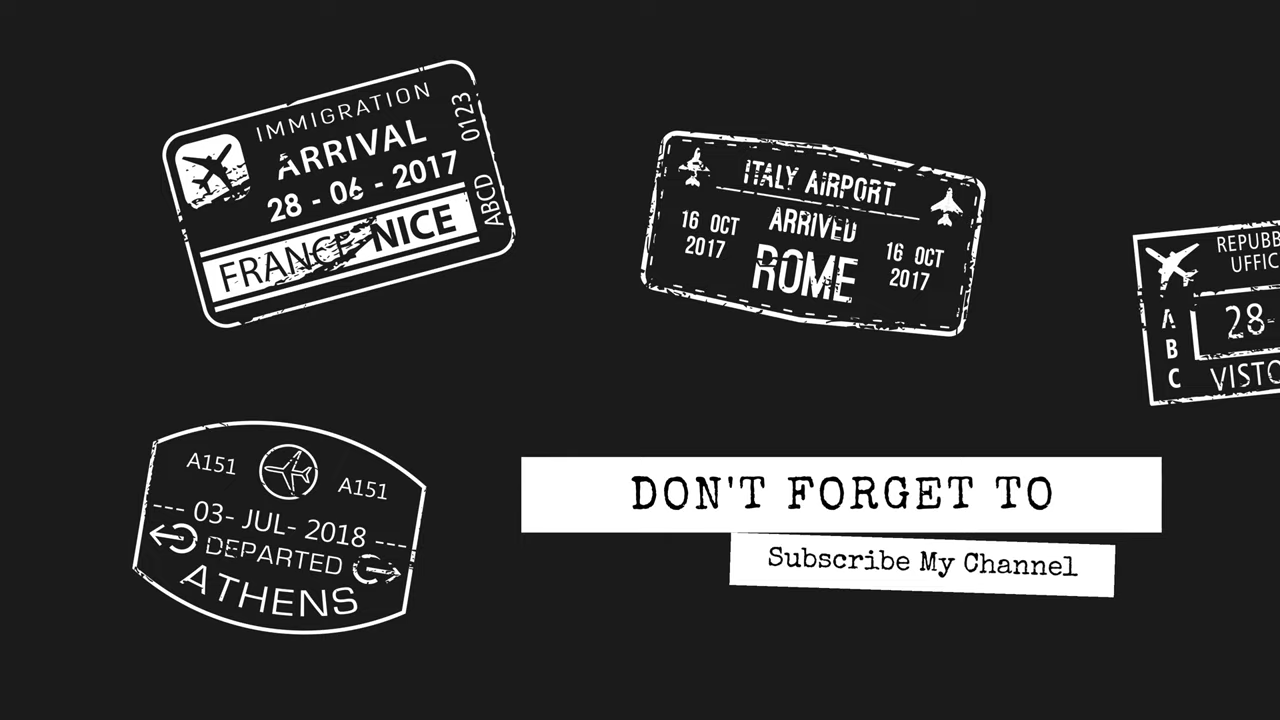 IMMIGRATION
ARRIVAL
28 - 06 - 2017
FRANCE NICE
0123
ABCD
ITALY AIRPORT
16 OCT
2017
ARRIVED
ROME
16 OCT
2017
A
B
C
28-
A151
A151
--- 03- JUL- 2018 ---
DEPARTED
ATHENS
DON'T FORGET TO
Subscribe My Channel